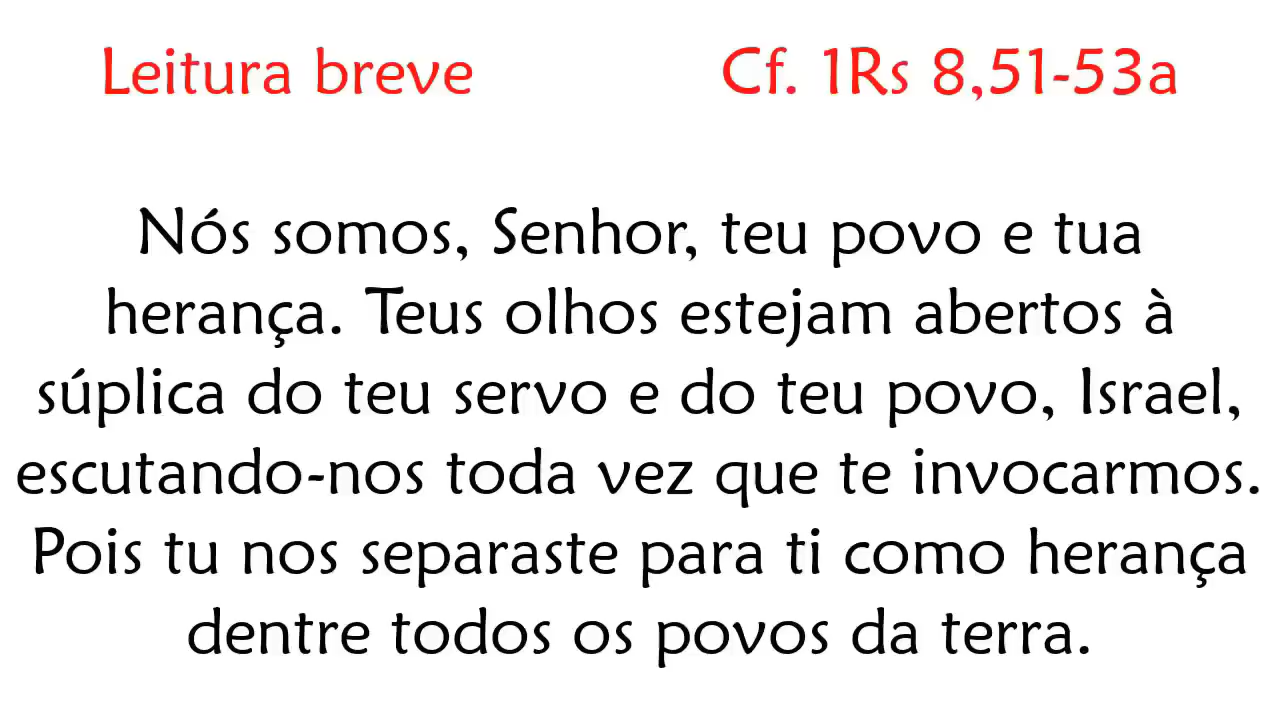 Leitura breve Cf. 1Rs 8,51-53a
Nós somos, Senhor, teu povo e tua
herança. Teus olhos estejam abertos à
súplica do teu servo e do teu povo, Israel,
escutando-nos toda vez que te invocarmos.
Pois tu nos separaste para ti como herança
dentre todos os povos da terra.